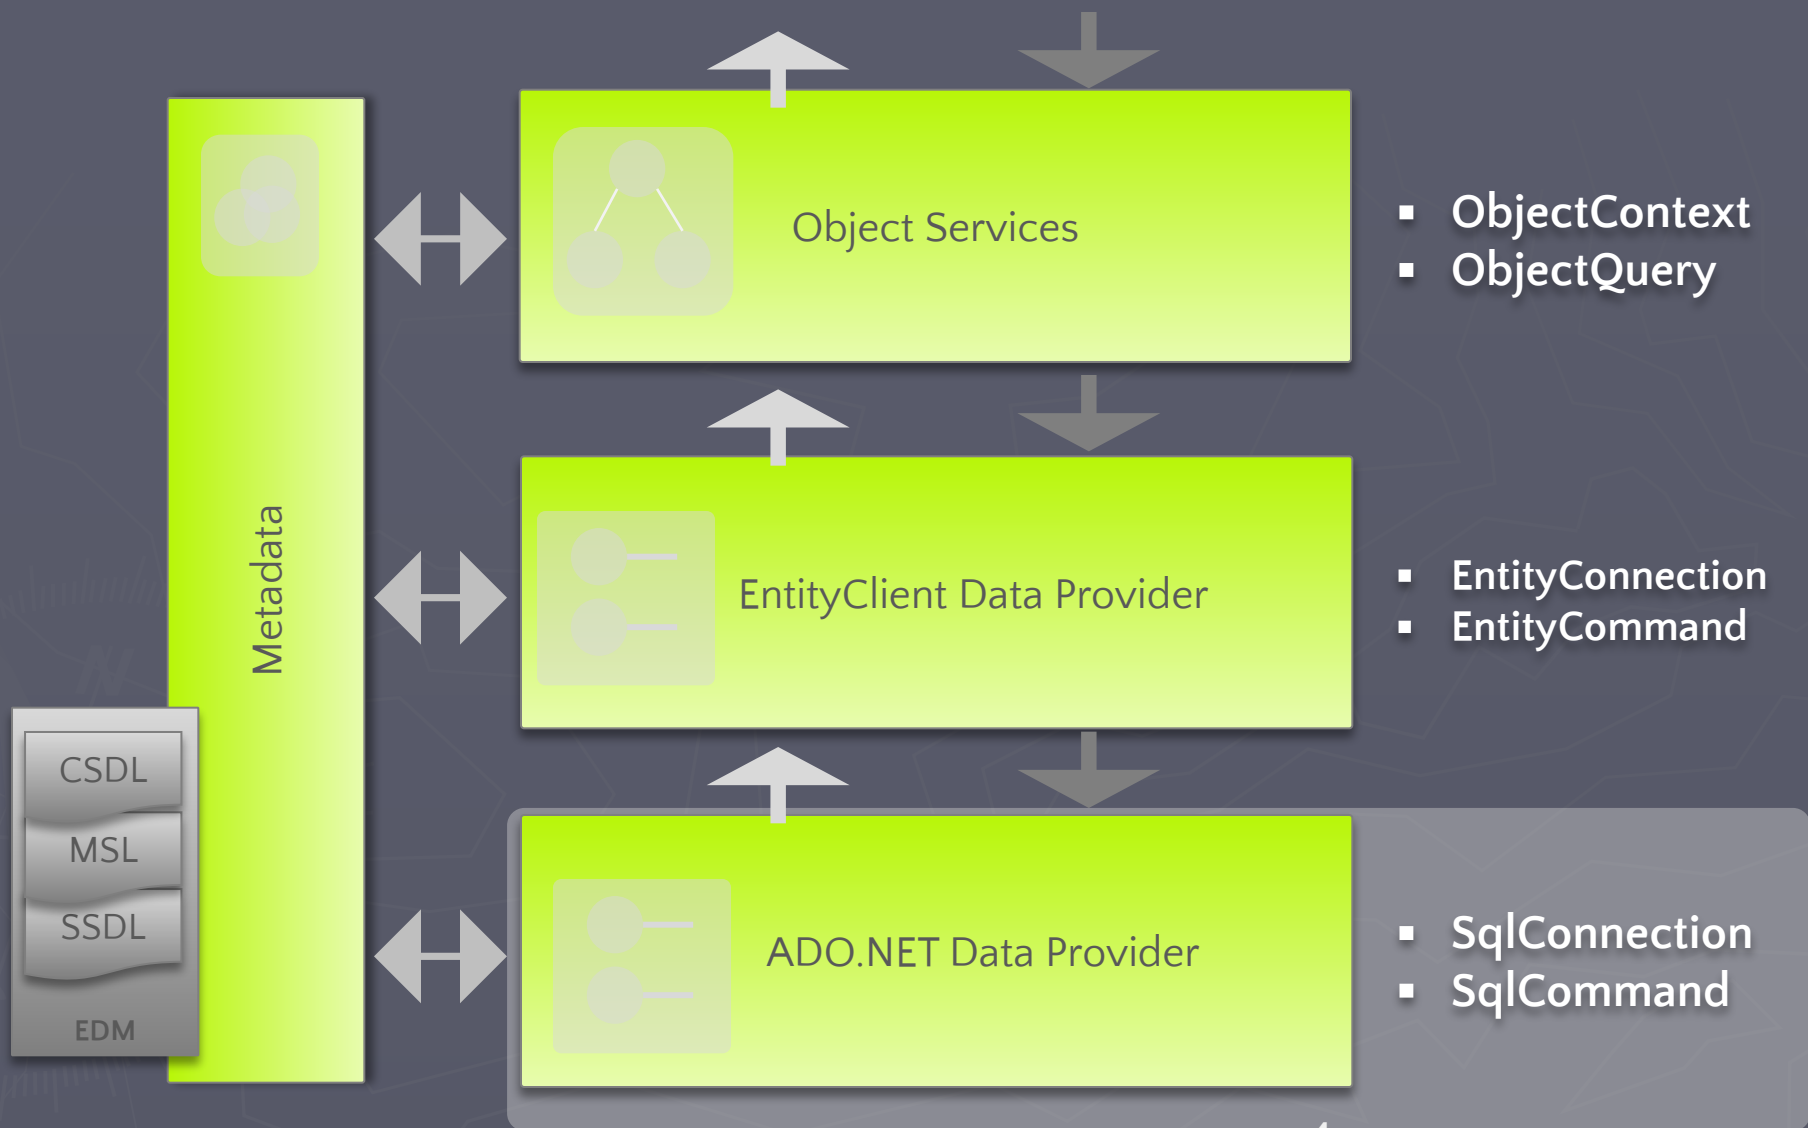 Metadata
CSDL
MSL
SSDL
EDM
Object Services
▪ ObjectContext
▪ ObjectQuery
EntityClient Data Provider
▪ EntityConnection
▪ EntityCommand
ADO.NET Data Provider
▪ SqlConnection
▪ SqlCommand